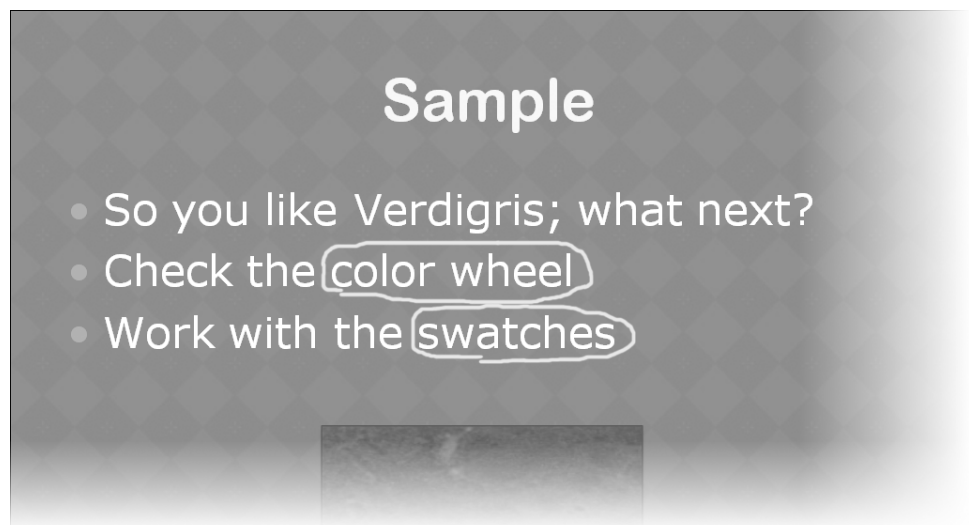 Sample
So you like Verdigris; what next?
Check the color wheel
Work with the swatches